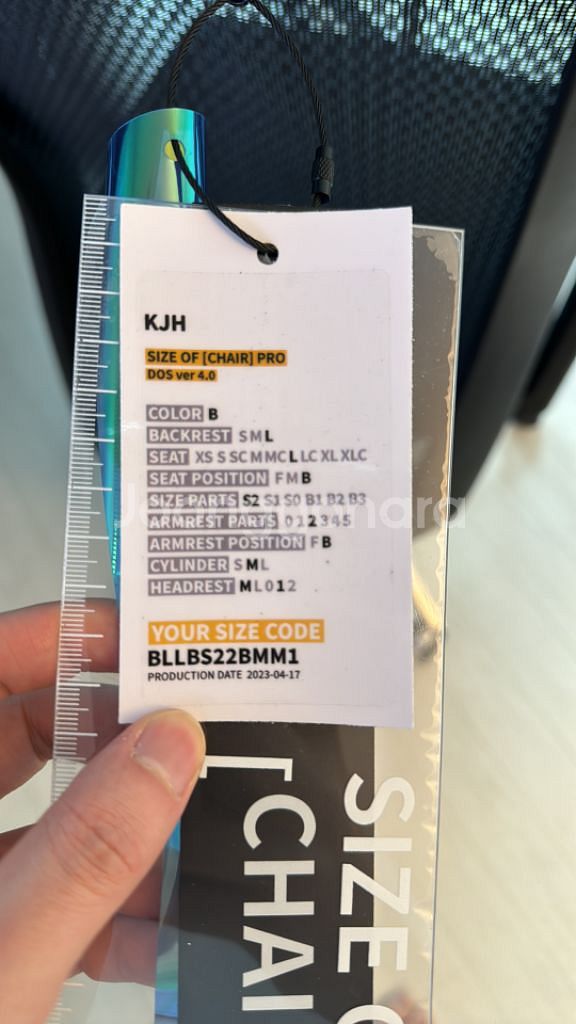 KJH
SIZE OF [CHAIR] PRO
DOS ver 4.0
COLOR B
BACKREST S M L
SEAT XS S SC M MC L LC XL XLC
SEAT POSITION F M B
SIZE PARTS S2 S1 S0 B1 B2 B3
ARMREST PARTS 0 1 2 3 4 5
ARMREST POSITION F B
CYLINDER S M L
HEADREST M L 0 1 2
YOUR SIZE CODE
BLLBS22BMM1
PRODUCTION DATE 2023-04-17
SIZE
[CHAI